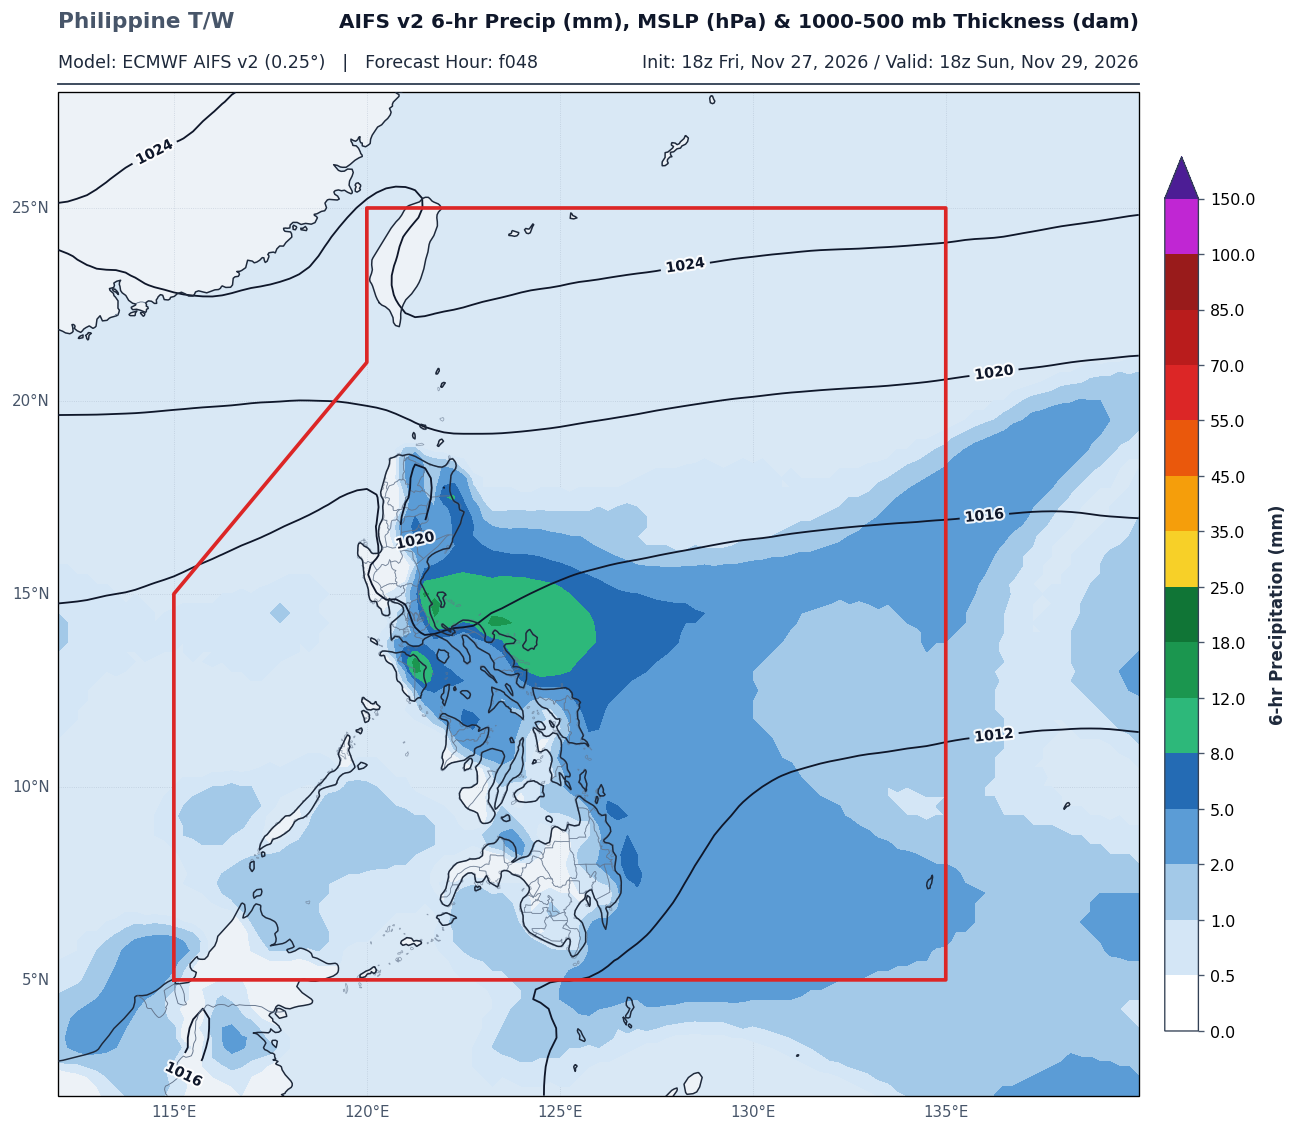 Philippine T/W
AIFS v2 6-hr Precip (mm), MSLP (hPa) & 1000-500 mb Thickness (dam)
Model: ECMWF AIFS v2 (0.25°) | Forecast Hour: f048
Init: 18z Fri, Nov 27, 2026 / Valid: 18z Sun, Nov 29, 2026
1024
1024
1020
1016
1020
1012
1016
25°N
20°N
15°N
10°N
5°N
115°E
120°E
125°E
130°E
135°E
150.0
100.0
85.0
70.0
55.0
45.0
35.0
25.0
18.0
12.0
8.0
5.0
2.0
1.0
0.5
0.0
6-hr Precipitation (mm)